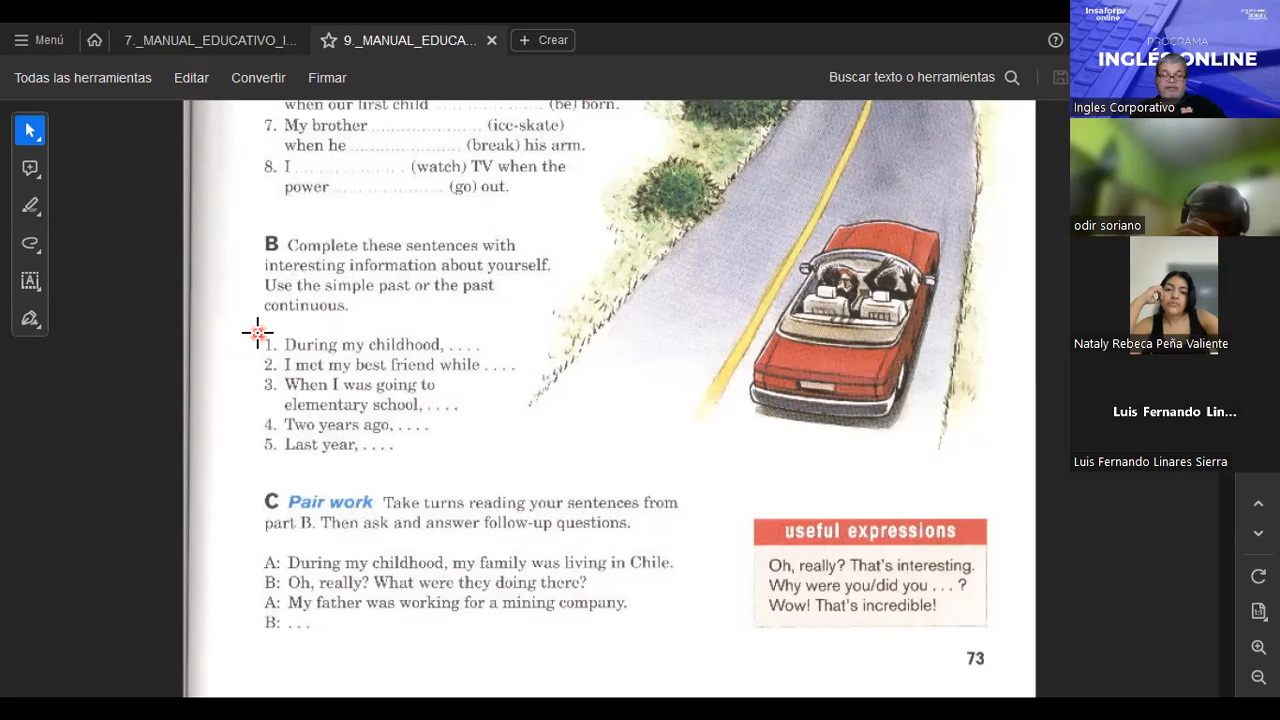 Menú
7._MANUAL_EDUCATIVO_I...
9._MANUAL_EDUCA...
Crear
Todas las herramientas
Editar
Convertir
Firmar
Buscar texto o herramientas
when our first child .................... (be) born.
7. My brother .................... (ice-skate)
when he .................... (break) his arm.
8. I .................... (watch) TV when the
power .................... (go) out.
B Complete these sentences with
interesting information about yourself.
Use the simple past or the past
continuous.
1. During my childhood, . . . .
2. I met my best friend while . . . .
3. When I was going to
elementary school, . . . .
4. Two years ago, . . . .
5. Last year, . . . .
C Pair work Take turns reading your sentences from
part B. Then ask and answer follow-up questions.
A: During my childhood, my family was living in Chile.
B: Oh, really? What were they doing there?
A: My father was working for a mining company.
B: . . .
useful expressions
Oh, really? That's interesting.
Why were you/did you . . . ?
Wow! That's incredible!
73
Insaforp
online
PROGRAMA
INGLÉS ONLINE
Ingles Corporativo
odir soriano
Nataly Rebeca Peña Valiente
Luis Fernando Lin...
Luis Fernando Linares Sierra